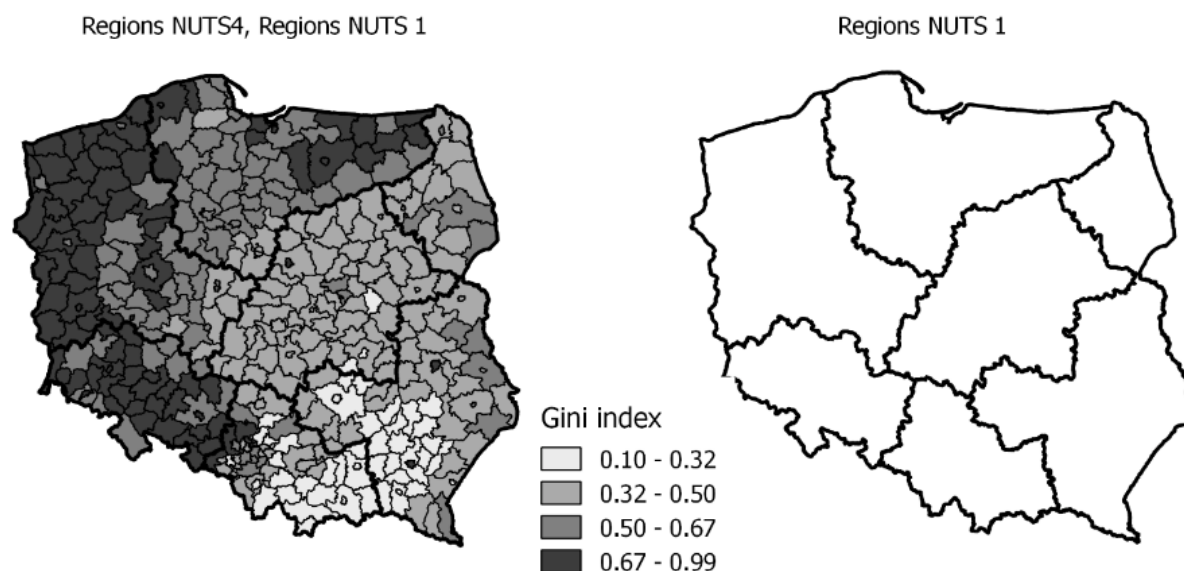 Regions NUTS4, Regions NUTS 1
Regions NUTS 1
Gini index
0.10 - 0.32
0.32 - 0.50
0.50 - 0.67
0.67 - 0.99